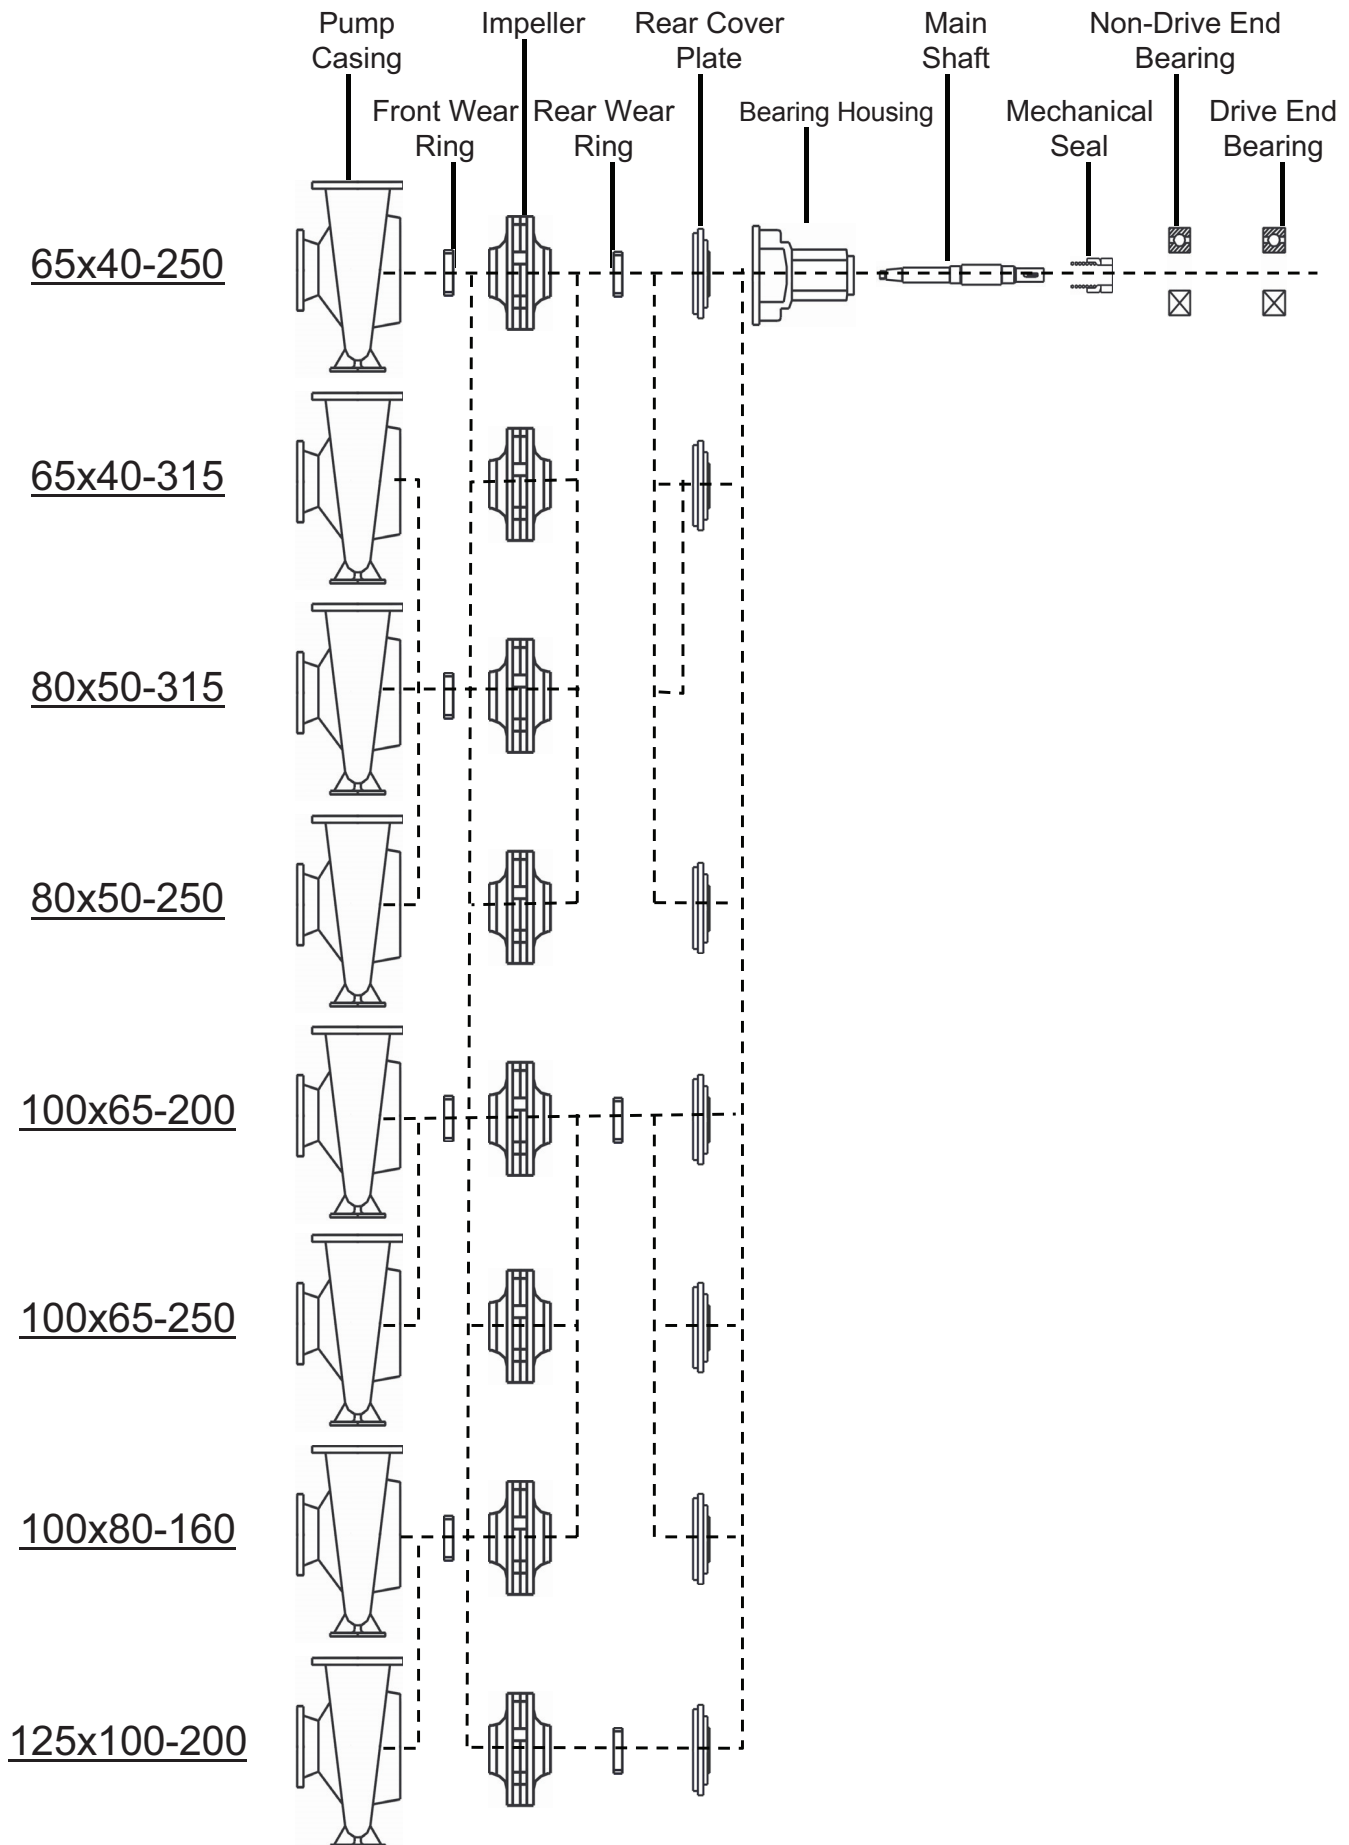 Pump
Casing
Impeller
Rear Cover
Plate
Main
Shaft
Non-Drive End
Bearing
Front Wear
Ring
Rear Wear
Ring
Bearing Housing
Mechanical
Seal
Drive End
Bearing
65x40-250
65x40-315
80x50-315
80x50-250
100x65-200
100x65-250
100x80-160
125x100-200